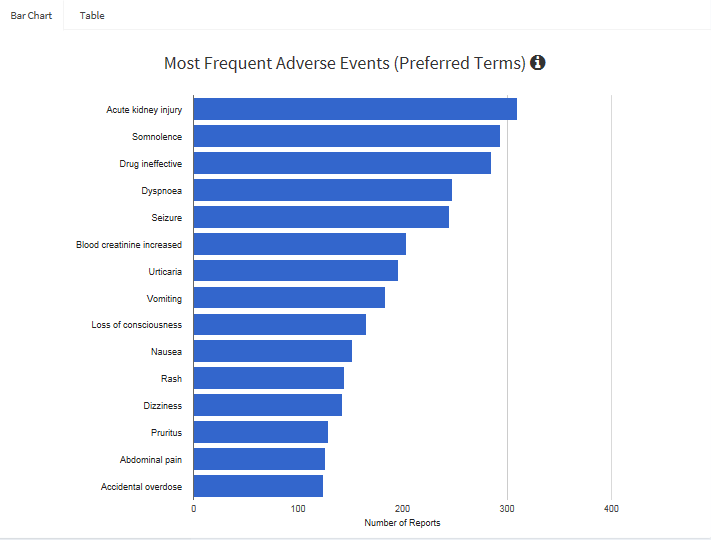 Bar Chart
Table
Most Frequent Adverse Events (Preferred Terms)
Acute kidney injury
Somnolence
Drug ineffective
Dyspnoea
Seizure
Blood creatinine increased
Urticaria
Vomiting
Loss of consciousness
Nausea
Rash
Dizziness
Pruritus
Abdominal pain
Accidental overdose
0 100 200 300 400
Number of Reports